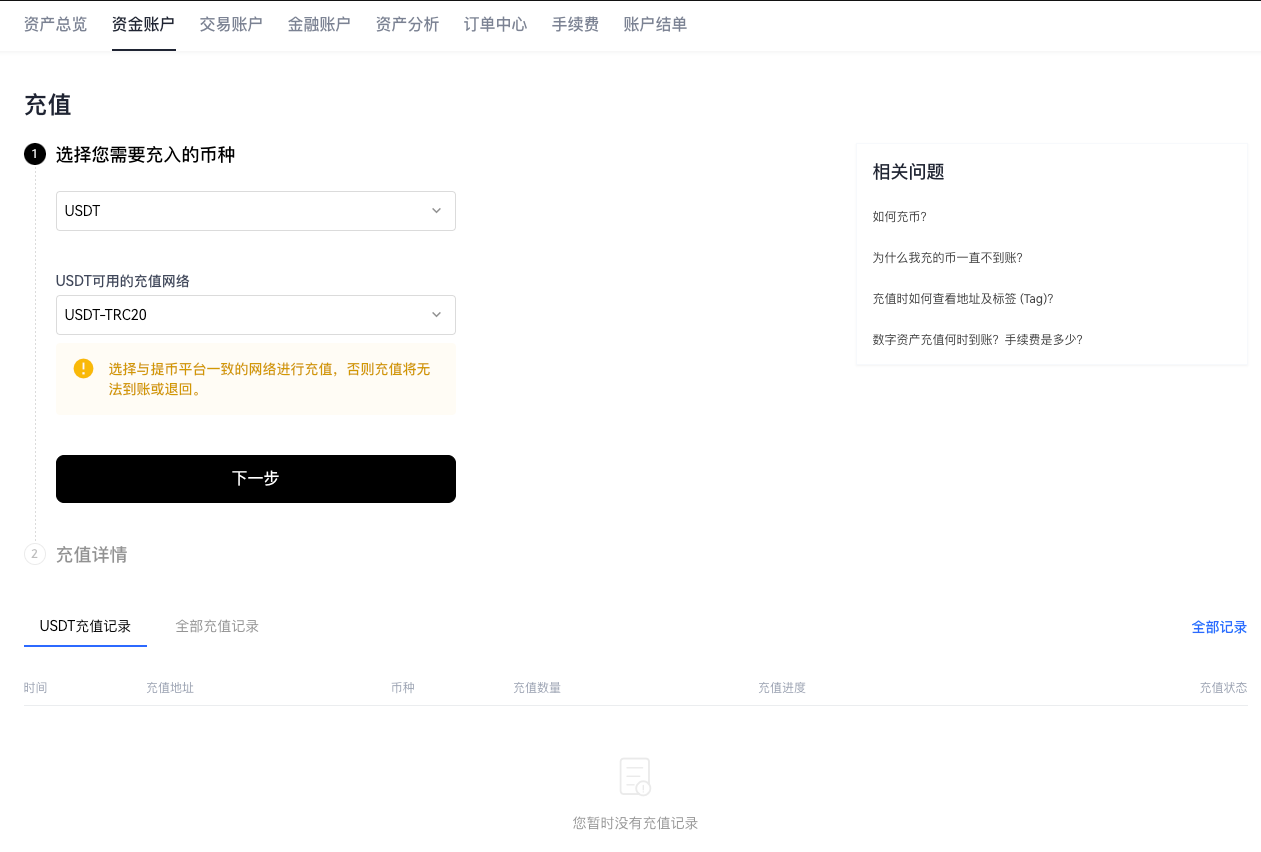 资产总览 资金账户 交易账户 金融账户 资产分析 订单中心 手续费 账户结单
充值
1 选择您需要充入的币种
USDT
USDT可用的充值网络
USDT-TRC20
选择与提币平台一致的网络进行充值，否则充值将无
法到账或退回。
下一步
2 充值详情
相关问题
如何充币?
为什么我充的币一直不到账?
充值时如何查看地址及标签 (Tag)?
数字资产充值何时到账? 手续费是多少?
USDT充值记录 全部充值记录 全部记录
时间 充值地址 币种 充值数量 充值进度 充值状态
您暂时没有充值记录